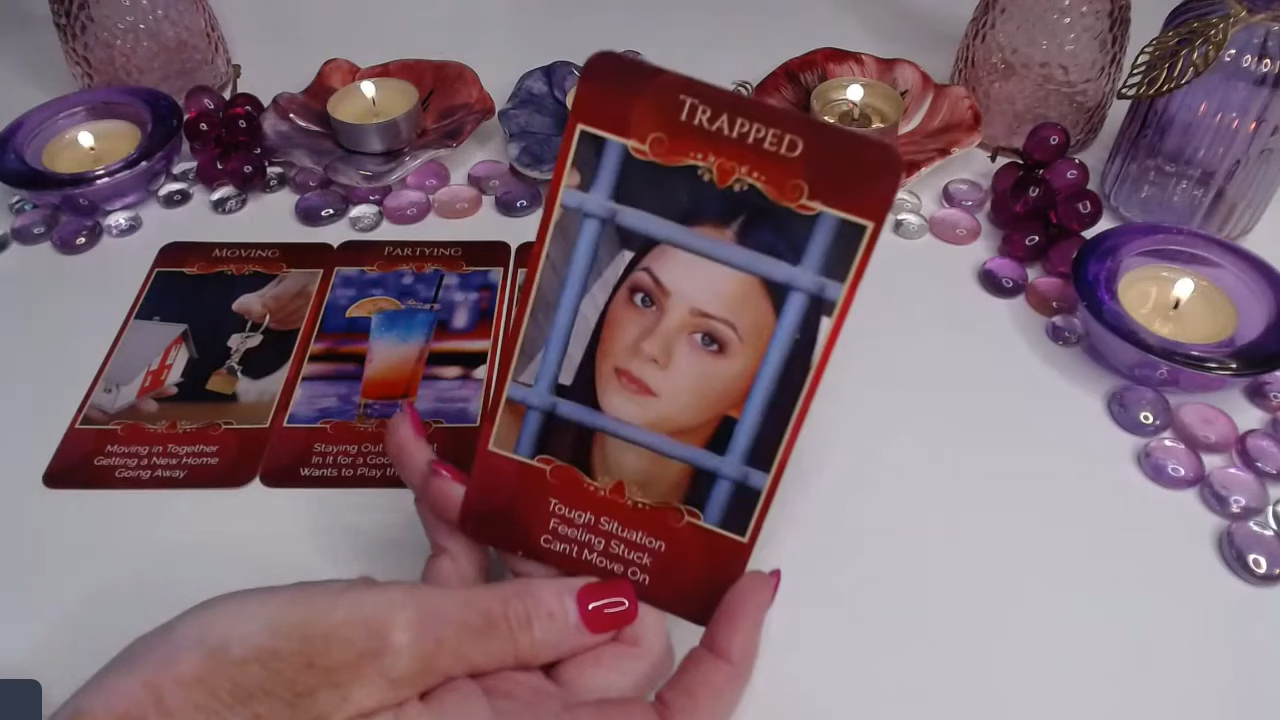 TRAPPED
Tough Situation
Feeling Stuck
Can't Move On
MOVING
Moving in Together
Getting a New Home
Going Away
PARTYING
Staying Out
In It for a
Wants to Play